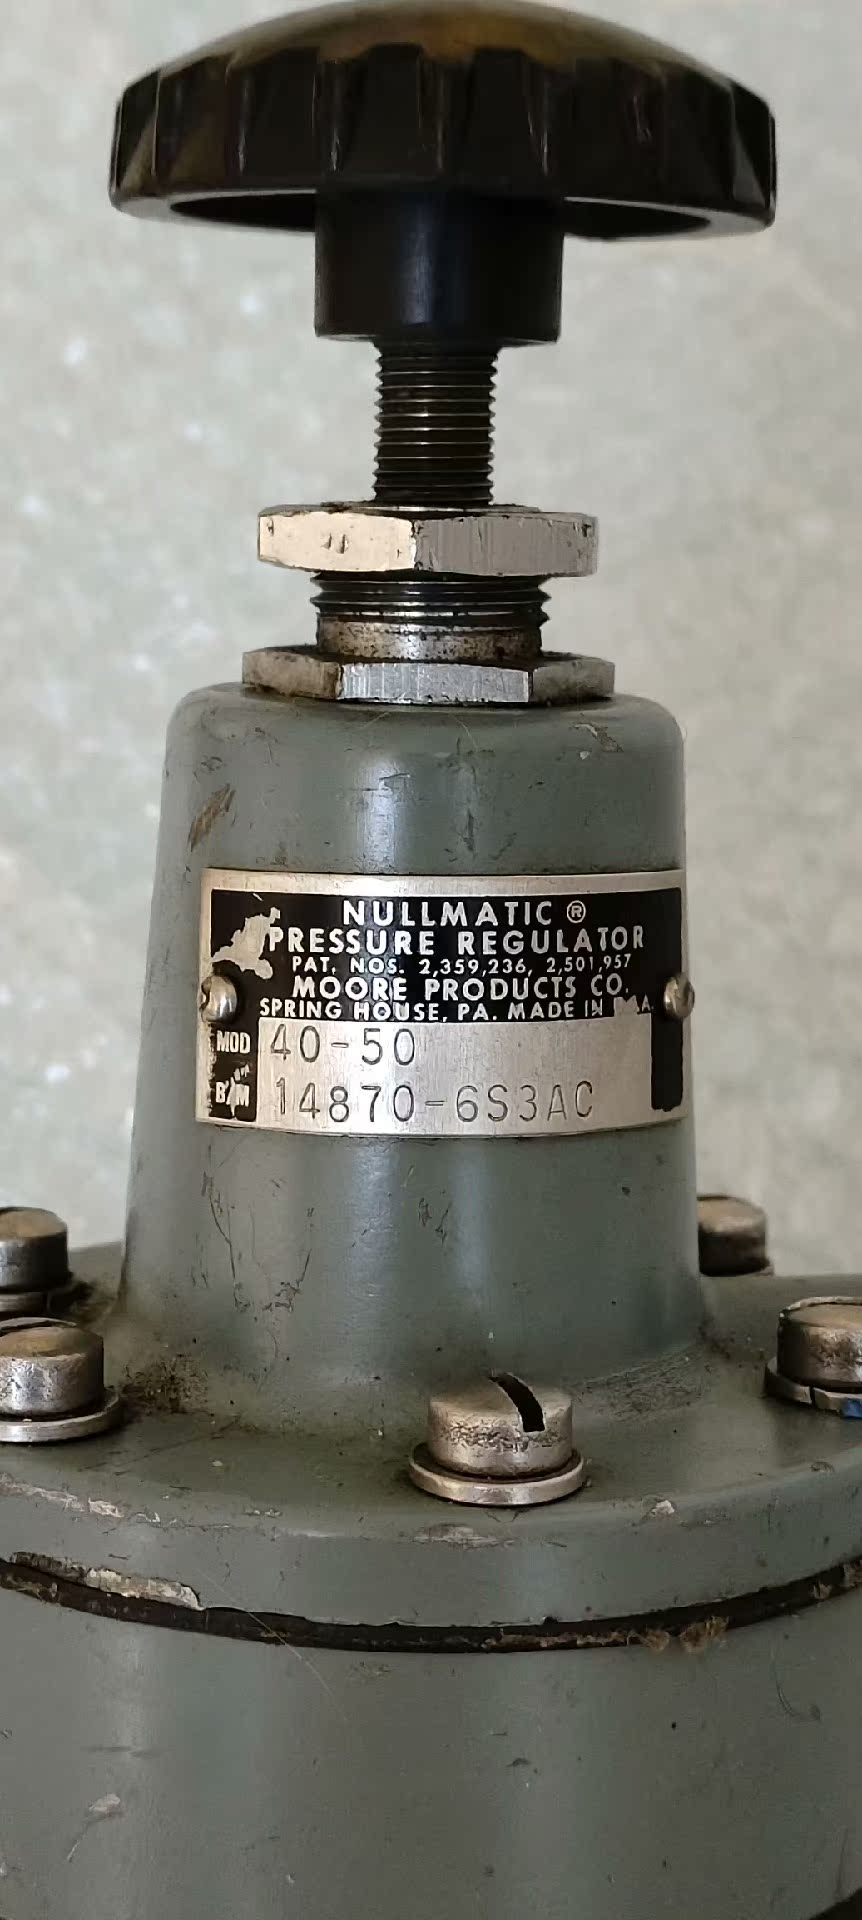 NULLMATIC ®
PRESSURE REGULATOR
PAT. NOS. 2,359,236, 2,501,957
MOORE PRODUCTS CO.
SPRING HOUSE, PA. MADE IN
MOD 40-50
B/M 14870-6S3AC